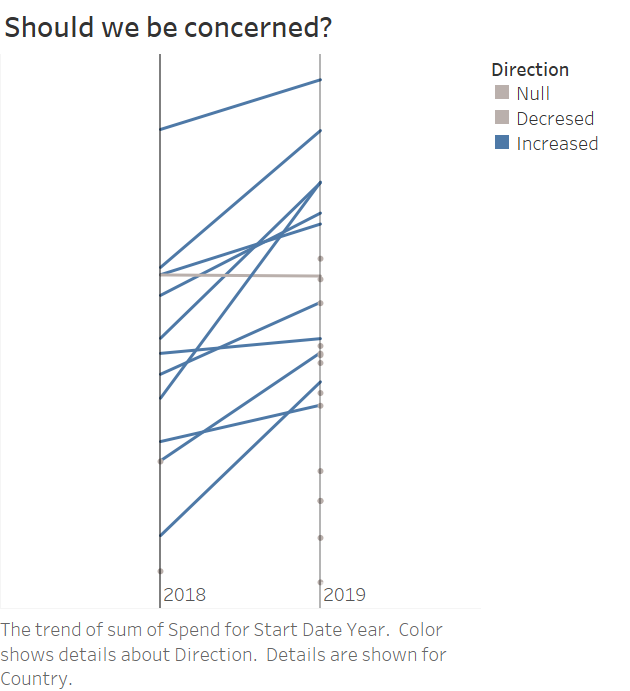 Should we be concerned?
Direction
Null
Decresed
Increased
2018
2019
The trend of sum of Spend for Start Date Year.  Color
shows details about Direction.  Details are shown for
Country.